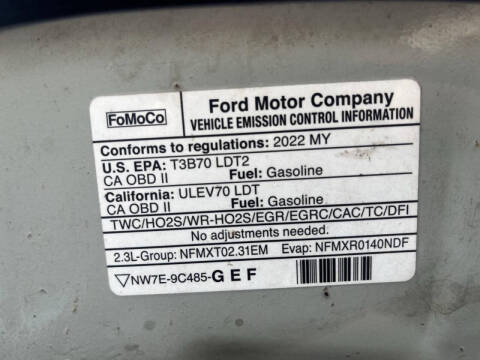 FoMoCo
Ford Motor Company
VEHICLE EMISSION CONTROL INFORMATION
Conforms to regulations: 2022 MY
U.S. EPA: T3B70 LDT2
CA OBD II Fuel: Gasoline
California: ULEV70 LDT
CA OBD II Fuel: Gasoline
TWC/HO2S/WR-HO2S/EGR/EGRC/CAC/TC/DFI
No adjustments needed.
2.3L-Group: NFMXT02.31EM Evap: NFMXR0140NDF
NW7E-9C485-GEF